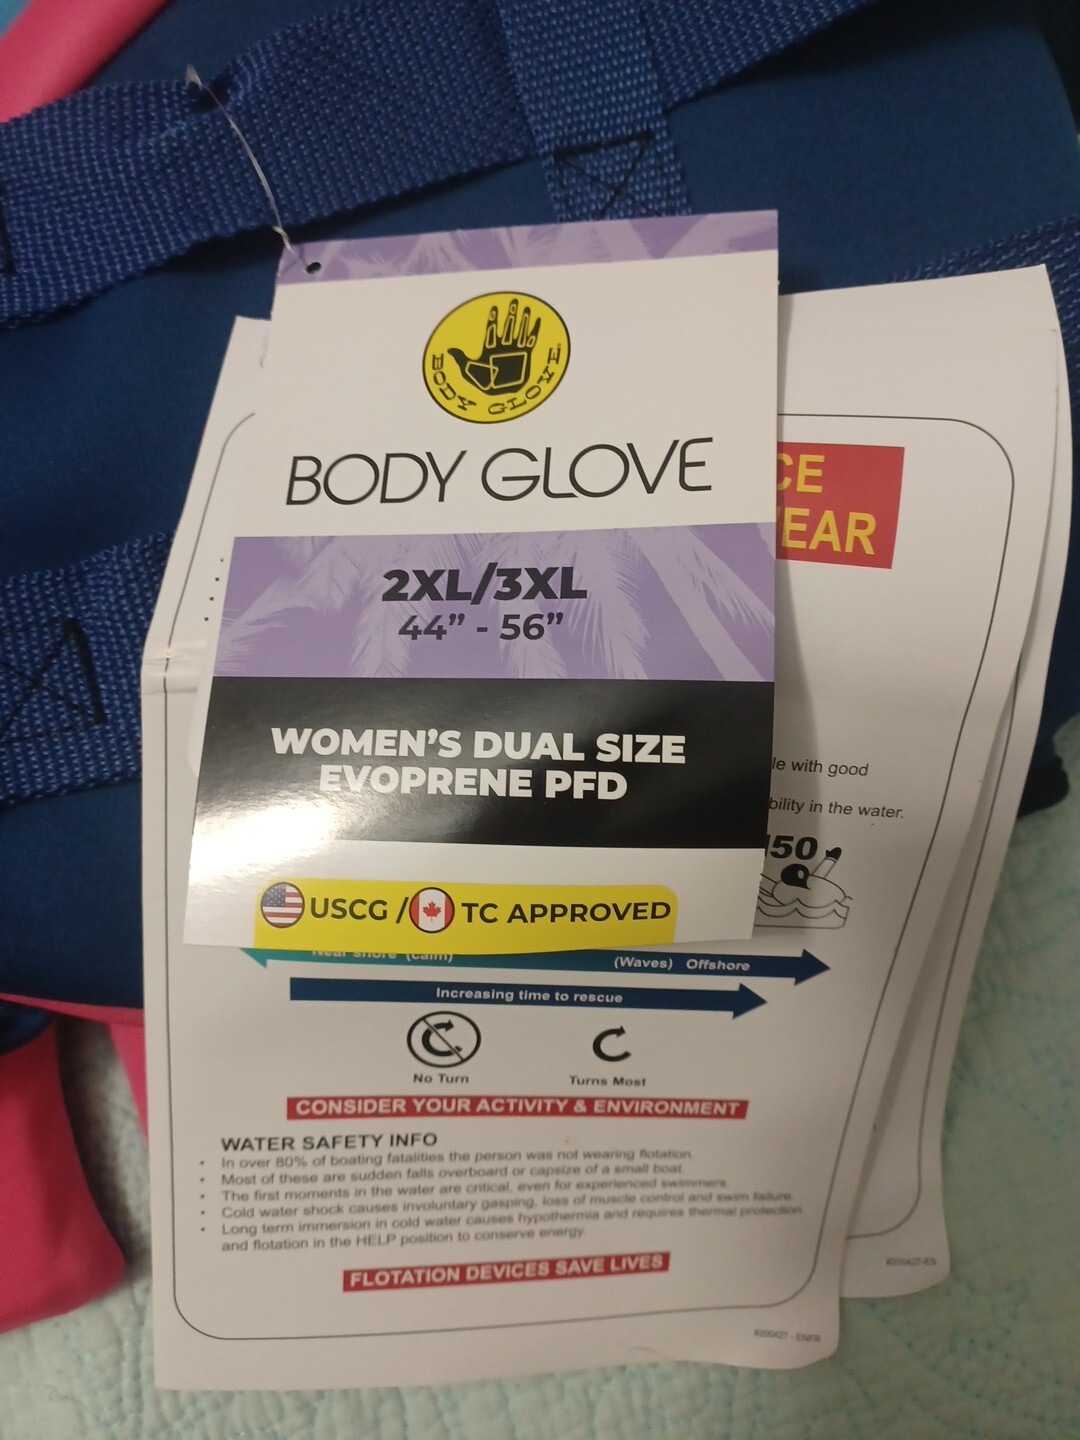 BODY GLOVE
BODY GLOVE
2XL/3XL
44” - 56”
WOMEN’S DUAL SIZE
EVOPRENE PFD
USCG / TC APPROVED
CE
EAR
le with good
bility in the water.
150
Near shore (calm)
(Waves) Offshore
Increasing time to rescue
No Turn
Turns Most
CONSIDER YOUR ACTIVITY & ENVIRONMENT
WATER SAFETY INFO
• In over 80% of boating fatalities the person was not wearing flotation.
• Most of these are sudden falls overboard or capsize of a small boat.
• The first moments in the water are critical, even for experienced swimmers.
• Cold water shock causes involuntary gasping, loss of muscle control and swim failure.
• Long term immersion in cold water causes hypothermia and requires thermal protection
and flotation in the HELP position to conserve energy.
FLOTATION DEVICES SAVE LIVES